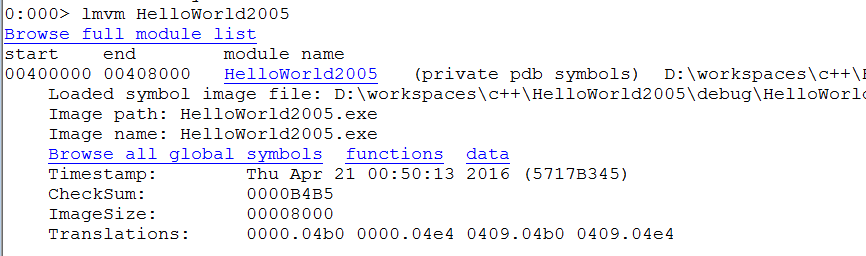 0:000> lmvm HelloWorld2005
Browse full module list
start    end        module name
00400000 00408000   HelloWorld2005   (private pdb symbols)  D:\workspaces\c++\
    Loaded symbol image file: D:\workspaces\c++\HelloWorld2005\debug\HelloWorl
    Image path: HelloWorld2005.exe
    Image name: HelloWorld2005.exe
    Browse all global symbols  functions  data
    Timestamp:        Thu Apr 21 00:50:13 2016 (5717B345)
    CheckSum:         0000B4B5
    ImageSize:        00008000
    Translations:     0000.04b0 0000.04e4 0409.04b0 0409.04e4